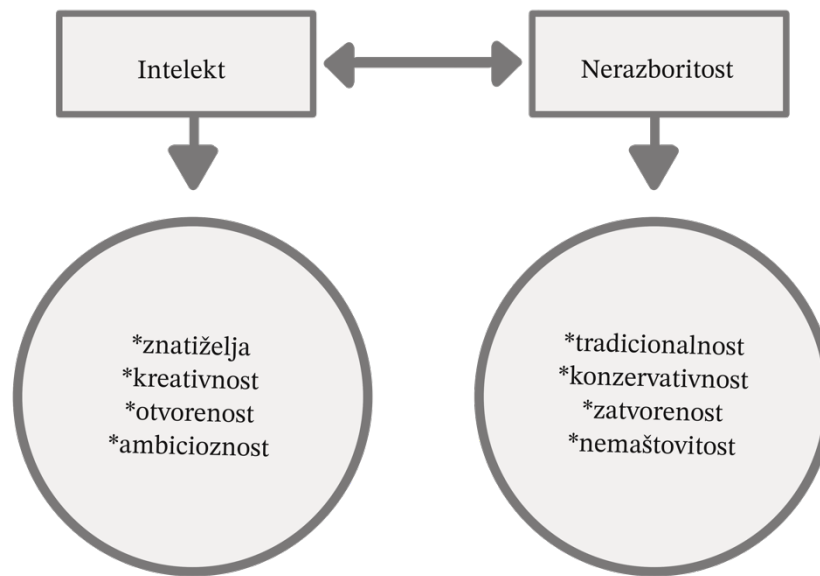 Intelekt
Nerazboritost
*znatiželja
*kreativnost
*otvorenost
*ambicioznost
*tradicionalnost
*konzervativnost
*zatvorenost
*nemaštovitost